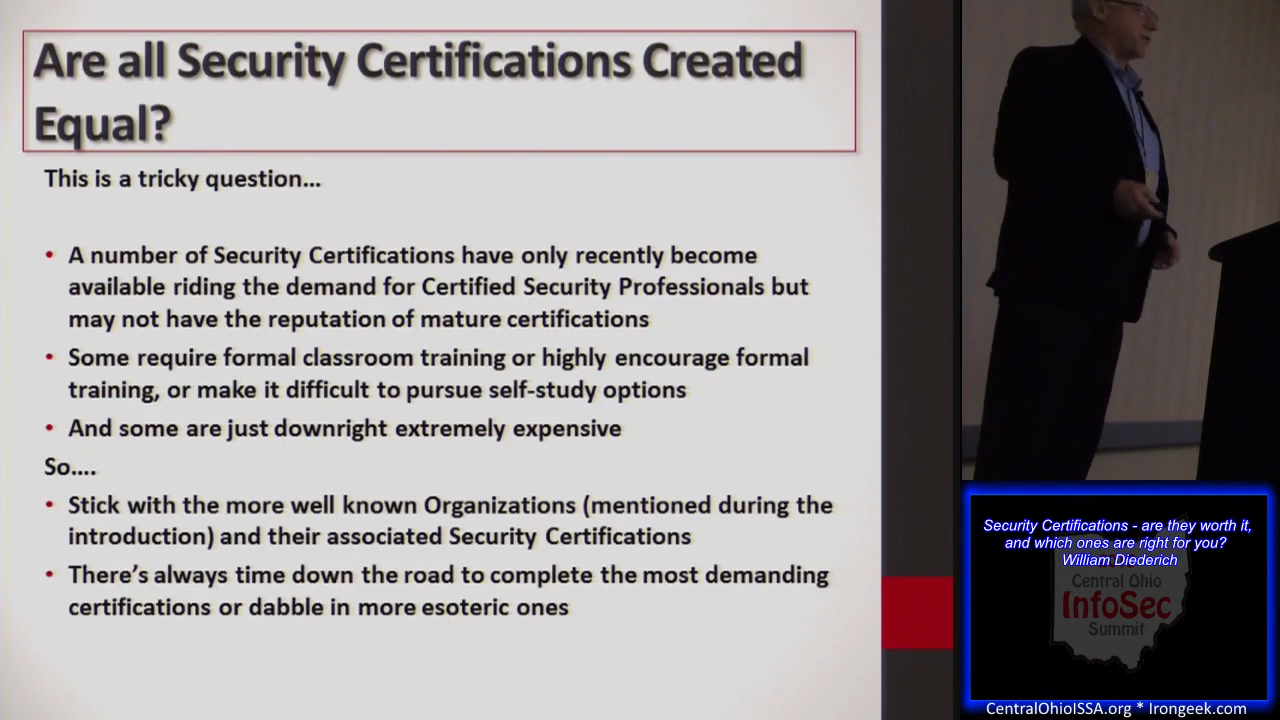 Are all Security Certifications Created
Equal?
This is a tricky question...
• A number of Security Certifications have only recently become
available riding the demand for Certified Security Professionals but
may not have the reputation of mature certifications
• Some require formal classroom training or highly encourage formal
training, or make it difficult to pursue self-study options
• And some are just downright extremely expensive
So....
• Stick with the more well known Organizations (mentioned during the
introduction) and their associated Security Certifications
• There's always time down the road to complete the most demanding
certifications or dabble in more esoteric ones
Security Certifications - are they worth it,
and which ones are right for you?
William Diederich
Central Ohio
InfoSec
Summit
CentralOhioISSA.org * Irongeek.com